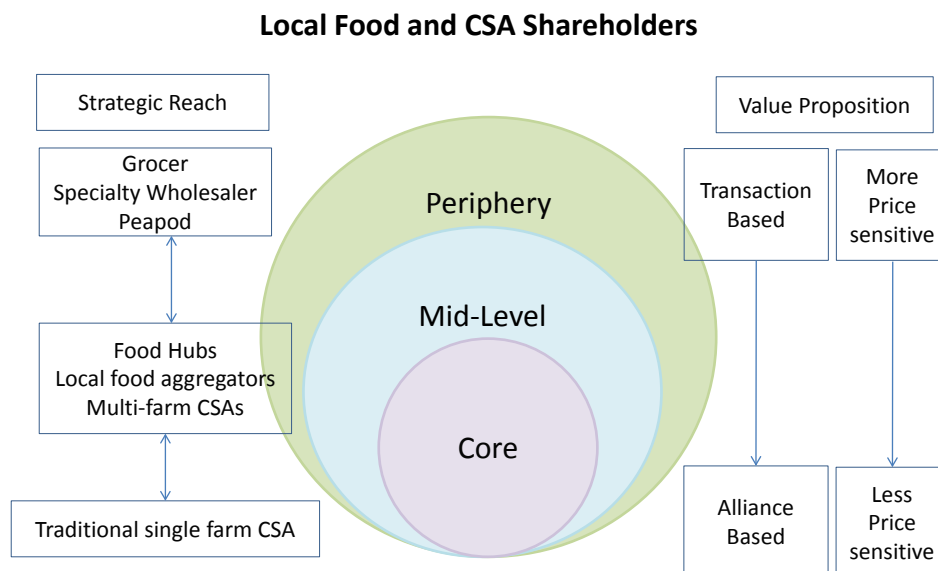 Local Food and CSA Shareholders
Strategic Reach
Value Proposition
Grocer
Specialty Wholesaler
Peapod
Periphery
Transaction
Based
More
Price
sensitive
Mid-Level
Food Hubs
Local food aggregators
Multi-farm CSAs
Core
Traditional single farm CSA
Alliance
Based
Less
Price
sensitive